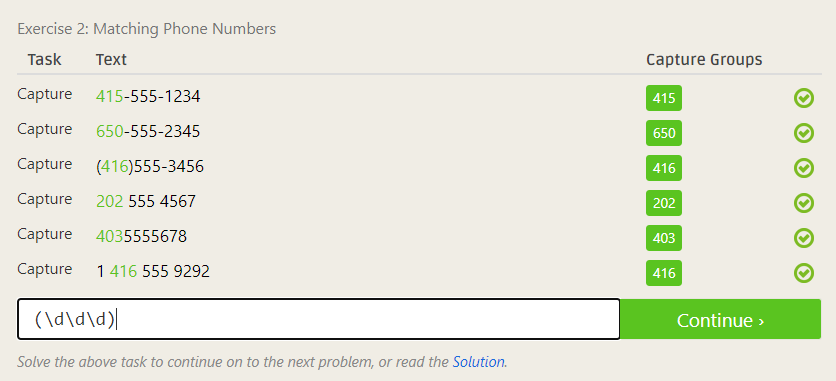 Exercise 2: Matching Phone Numbers
Task Text Capture Groups
Capture 415-555-1234 415
Capture 650-555-2345 650
Capture (416)555-3456 416
Capture 202 555 4567 202
Capture 4035555678 403
Capture 1 416 555 9292 416
(\d\d\d) Continue ›
Solve the above task to continue on to the next problem, or read the Solution.